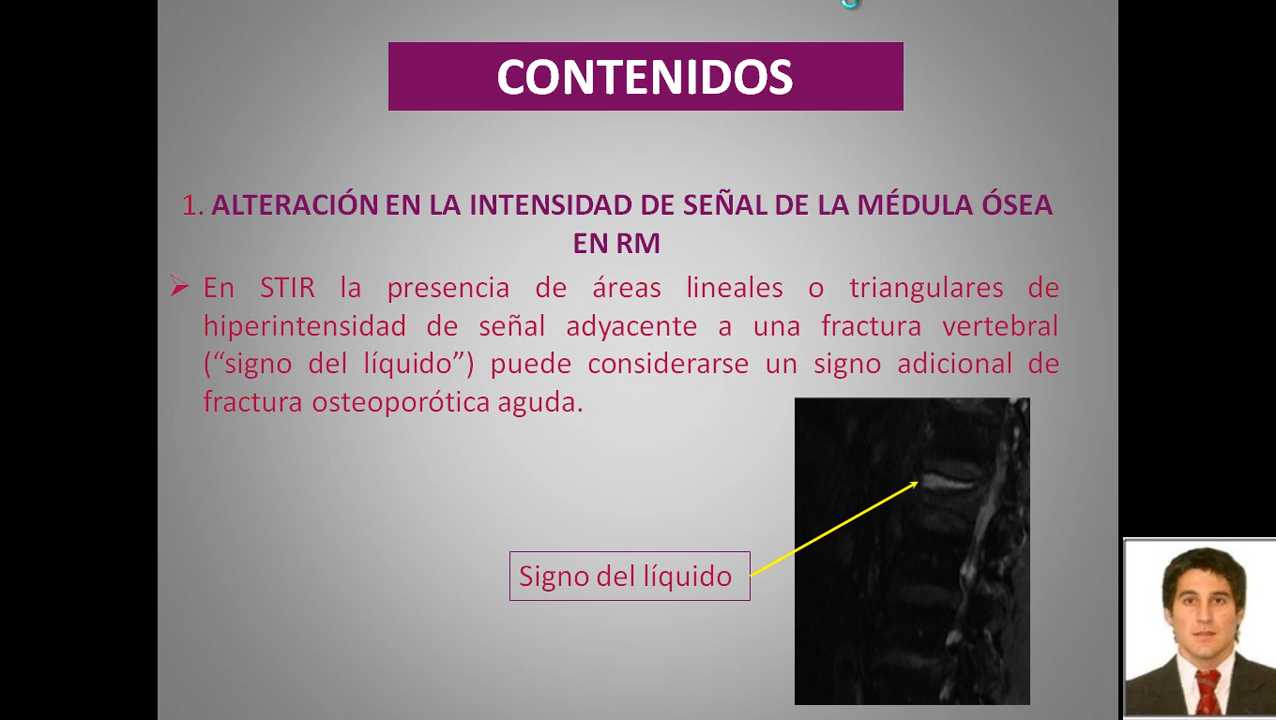 CONTENIDOS
1. ALTERACIÓN EN LA INTENSIDAD DE SEÑAL DE LA MÉDULA ÓSEA
EN RM
En STIR la presencia de áreas lineales o triangulares de
hiperintensidad de señal adyacente a una fractura vertebral
(“signo del líquido”) puede considerarse un signo adicional de
fractura osteoporótica aguda.
Signo del líquido